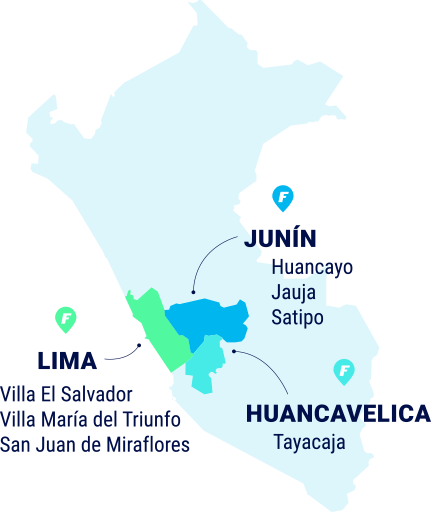 F
JUNÍN
Huancayo
Jauja
Satipo
F
LIMA
Villa El Salvador
Villa María del Triunfo
San Juan de Miraflores
F
HUANCAVELICA
Tayacaja